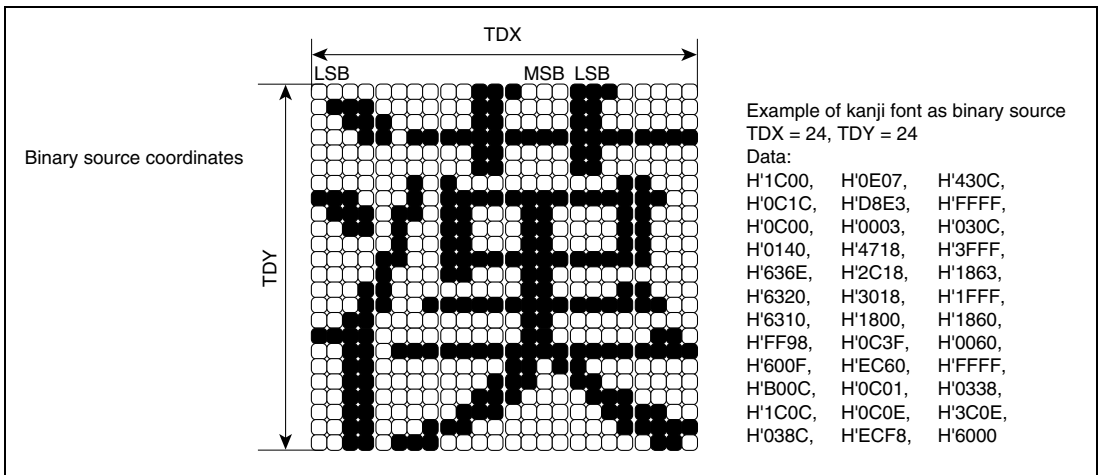 TDX
LSB MSB LSB
Binary source coordinates
TDY
Example of kanji font as binary source
TDX = 24, TDY = 24
Data:
H'1C00, H'0E07, H'430C,
H'0C1C, H'D8E3, H'FFFF,
H'0C00, H'0003, H'030C,
H'0140, H'4718, H'3FFF,
H'636E, H'2C18, H'1863,
H'6320, H'3018, H'1FFF,
H'6310, H'1800, H'1860,
H'FF98, H'0C3F, H'0060,
H'600F, H'EC60, H'FFFF,
H'B00C, H'0C01, H'0338,
H'1C0C, H'0C0E, H'3C0E,
H'038C, H'ECF8, H'6000